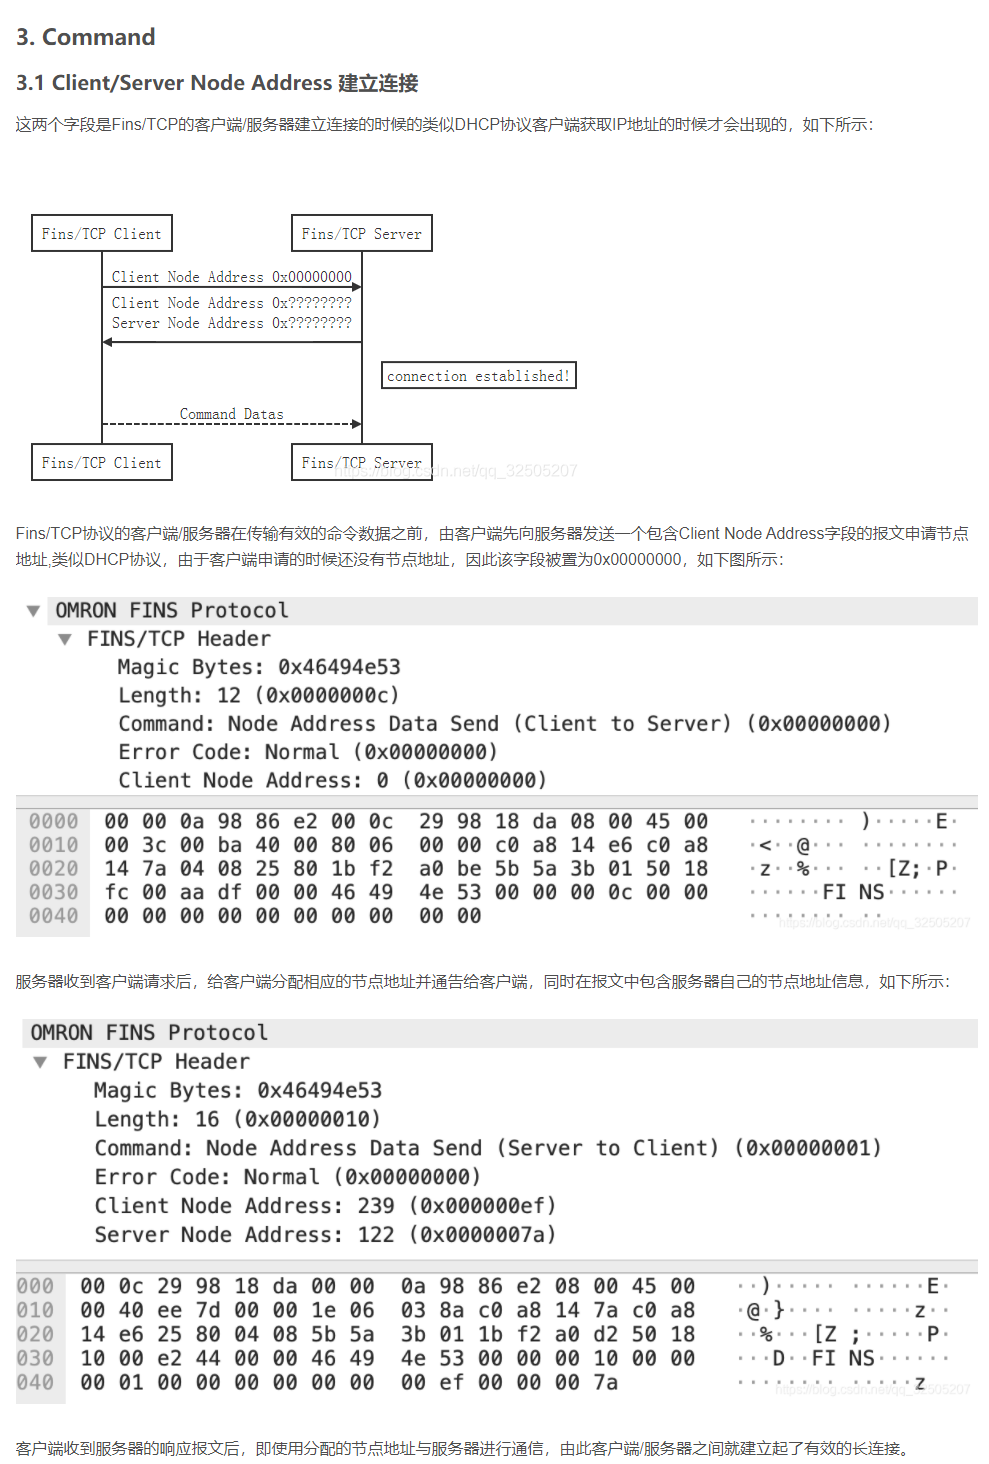 3. Command
3.1 Client/Server Node Address 建立连接
这两个字段是Fins/TCP的客户端/服务器建立连接的时候的类似DHCP协议客户端获取IP地址的时候才会出现的，如下所示：
Fins/TCP Client Fins/TCP Server
Client Node Address 0x00000000
Client Node Address 0x????????
Server Node Address 0x????????
connection established!
Command Datas
Fins/TCP Client Fins/TCP Server
https://blog.csdn.net/qq_32505207
Fins/TCP协议的客户端/服务器在传输有效的命令数据之前，由客户端先向服务器发送一个包含Client Node Address字段的报文申请节点
地址,类似DHCP协议，由于客户端申请的时候还没有节点地址，因此该字段被置为0x00000000，如下图所示：
OMRON FINS Protocol
FINS/TCP Header
Magic Bytes: 0x46494e53
Length: 12 (0x0000000c)
Command: Node Address Data Send (Client to Server) (0x00000000)
Error Code: Normal (0x00000000)
Client Node Address: 0 (0x00000000)
0000 00 00 0a 98 86 e2 00 0c 29 98 18 da 08 00 45 00 ········ )·····E·
0010 00 3c 00 ba 40 00 80 06 00 00 c0 a8 14 e6 c0 a8 ·<··@··· ········
0020 14 7a 04 08 25 80 1b f2 a0 be 5b 5a 3b 01 50 18 ·z··%··· ··[Z;·P·
0030 fc 00 aa df 00 00 46 49 4e 53 00 00 00 0c 00 00 ······FI NS······
0040 00 00 00 00 00 00 00 00 00 00 ········ ··
https://blog.csdn.net/qq_32505207
服务器收到客户端请求后，给客户端分配相应的节点地址并通告给客户端，同时在报文中包含服务器自己的节点地址信息，如下所示：
OMRON FINS Protocol
FINS/TCP Header
Magic Bytes: 0x46494e53
Length: 16 (0x00000010)
Command: Node Address Data Send (Server to Client) (0x00000001)
Error Code: Normal (0x00000000)
Client Node Address: 239 (0x000000ef)
Server Node Address: 122 (0x0000007a)
000 00 0c 29 98 18 da 00 00 0a 98 86 e2 08 00 45 00 ··)····· ······E·
010 00 40 ee 7d 00 00 1e 06 03 8a c0 a8 14 7a c0 a8 ·@·}···· ·····z··
020 14 e6 25 80 04 08 5b 5a 3b 01 1b f2 a0 d2 50 18 ··%···[Z ;·····P·
030 10 00 e2 44 00 00 46 49 4e 53 00 00 00 10 00 00 ···D··FI NS······
040 00 01 00 00 00 00 00 00 00 ef 00 00 00 7a ········ ·····z
https://blog.csdn.net/qq_32505207
客户端收到服务器的响应报文后，即使用分配的节点地址与服务器进行通信，由此客户端/服务器之间就建立起了有效的长连接。